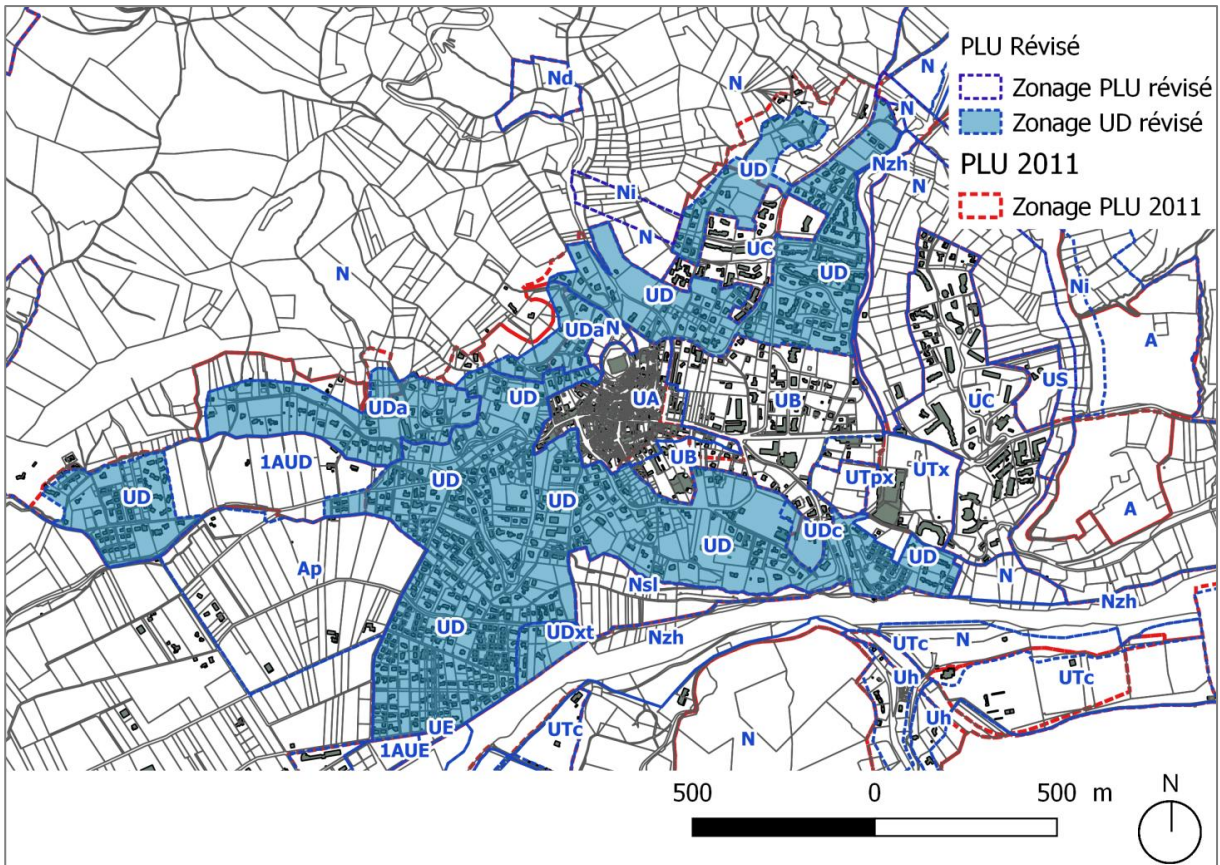 PLU Révisé
Zonage PLU révisé
Zonage UD révisé
PLU 2011
Zonage PLU 2011
Nd
N
N
N
UD
Nzh
N
Ni
N
UC
UD
N
UD
Ni
A
UDa
N
UD
UDa
UA
UB
US
UC
1AUD
UB
UTpx
UTx
UD
UD
UD
UDc
A
UD
UD
Ap
Nsl
N
Nzh
UD
UDxt
Nzh
UTc
N
Uh
UTc
UE
Uh
1AUE
UTc
N
500
0
500 m
N